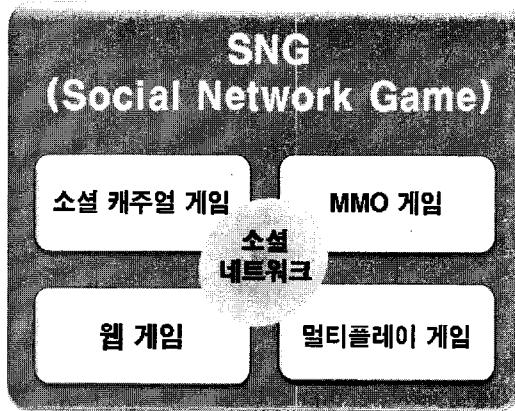 SNG
(Social Network Game)
소셜 캐주얼 게임
MMO 게임
소셜
네트워크
웹 게임
멀티플레이 게임